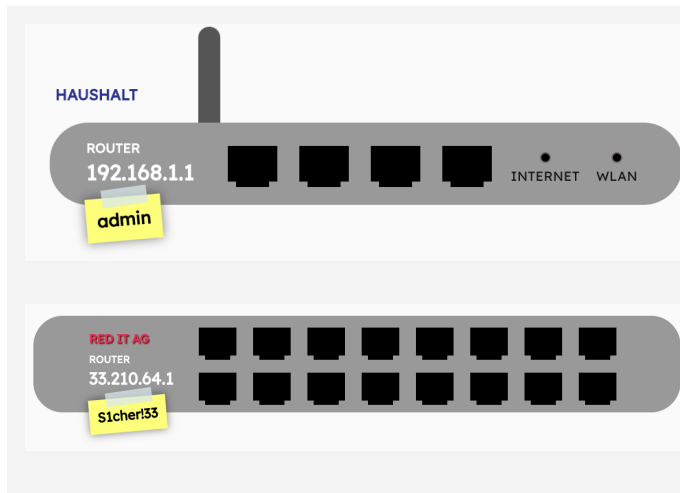 HAUSHALT
ROUTER
192.168.1.1
admin
INTERNET WLAN
RED IT AG
ROUTER
33.210.64.1
S1cher!33